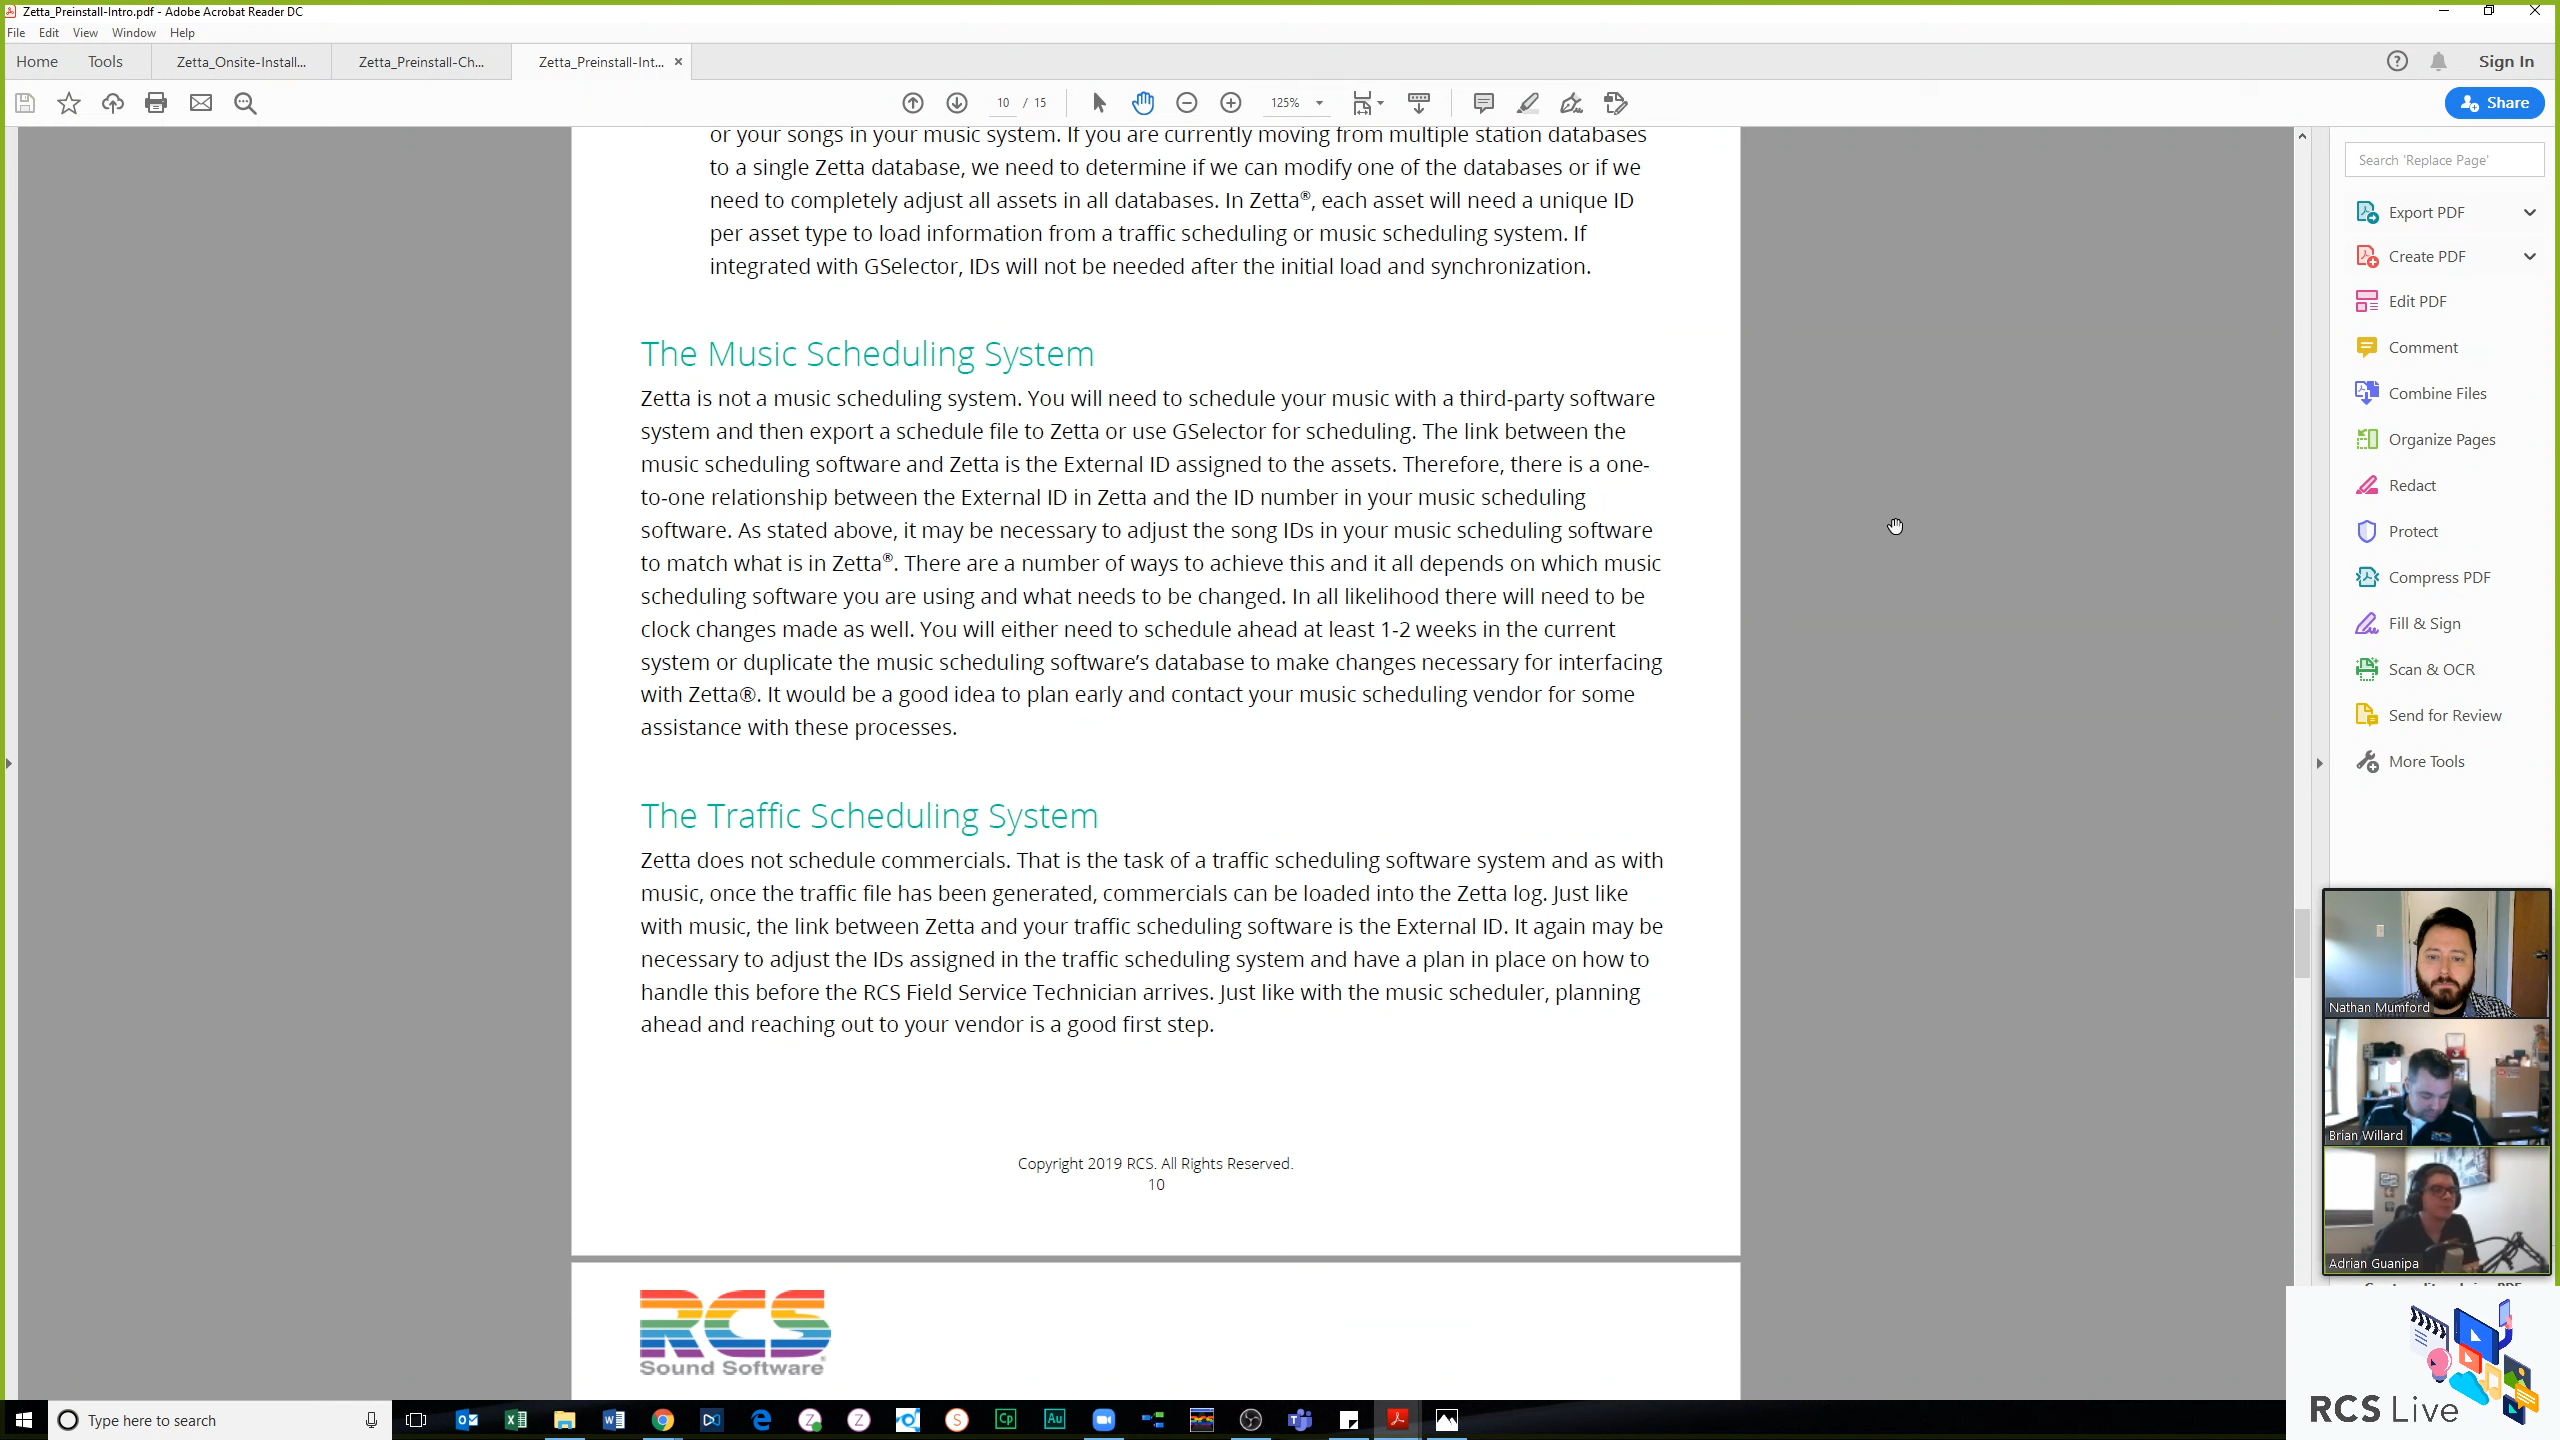 Zetta_Preinstall-Intro.pdf - Adobe Acrobat Reader DC
File Edit View Window Help
Home Tools Zetta_Onsite-Install... Zetta_Preinstall-Ch... Zetta_Preinstall-Int... × Sign In
10 / 15 125% Share
or your songs in your music system. If you are currently moving from multiple station databases
to a single Zetta database, we need to determine if we can modify one of the databases or if we
need to completely adjust all assets in all databases. In Zetta®, each asset will need a unique ID
per asset type to load information from a traffic scheduling or music scheduling system. If
integrated with GSelector, IDs will not be needed after the initial load and synchronization.
The Music Scheduling System
Zetta is not a music scheduling system. You will need to schedule your music with a third-party software
system and then export a schedule file to Zetta or use GSelector for scheduling. The link between the
music scheduling software and Zetta is the External ID assigned to the assets. Therefore, there is a one-
to-one relationship between the External ID in Zetta and the ID number in your music scheduling
software. As stated above, it may be necessary to adjust the song IDs in your music scheduling software
to match what is in Zetta®. There are a number of ways to achieve this and it all depends on which music
scheduling software you are using and what needs to be changed. In all likelihood there will need to be
clock changes made as well. You will either need to schedule ahead at least 1-2 weeks in the current
system or duplicate the music scheduling software's database to make changes necessary for interfacing
with Zetta®. It would be a good idea to plan early and contact your music scheduling vendor for some
assistance with these processes.
The Traffic Scheduling System
Zetta does not schedule commercials. That is the task of a traffic scheduling software system and as with
music, once the traffic file has been generated, commercials can be loaded into the Zetta log. Just like
with music, the link between Zetta and your traffic scheduling software is the External ID. It again may be
necessary to adjust the IDs assigned in the traffic scheduling system and have a plan in place on how to
handle this before the RCS Field Service Technician arrives. Just like with the music scheduler, planning
ahead and reaching out to your vendor is a good first step.
Copyright 2019 RCS. All Rights Reserved.
10
RCS
Sound Software®
Search 'Replace Page'
Export PDF
Create PDF
Edit PDF
Comment
Combine Files
Organize Pages
Redact
Protect
Compress PDF
Fill & Sign
Scan & OCR
Send for Review
More Tools
Nathan Mumford
Brian Willard
Adrian Guanipa
RCS Live
Type here to search